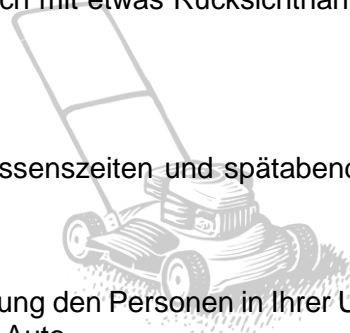 ch mit etwas Rücksichtnah
ssenszeiten und spätabend
ung den Personen in Ihrer U
Auto